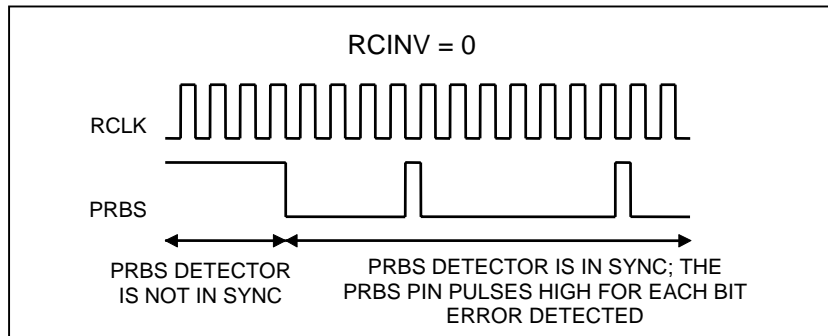 RCINV = 0
RCLK
PRBS
PRBS DETECTOR
IS NOT IN SYNC
PRBS DETECTOR IS IN SYNC; THE
PRBS PIN PULSES HIGH FOR EACH BIT
ERROR DETECTED